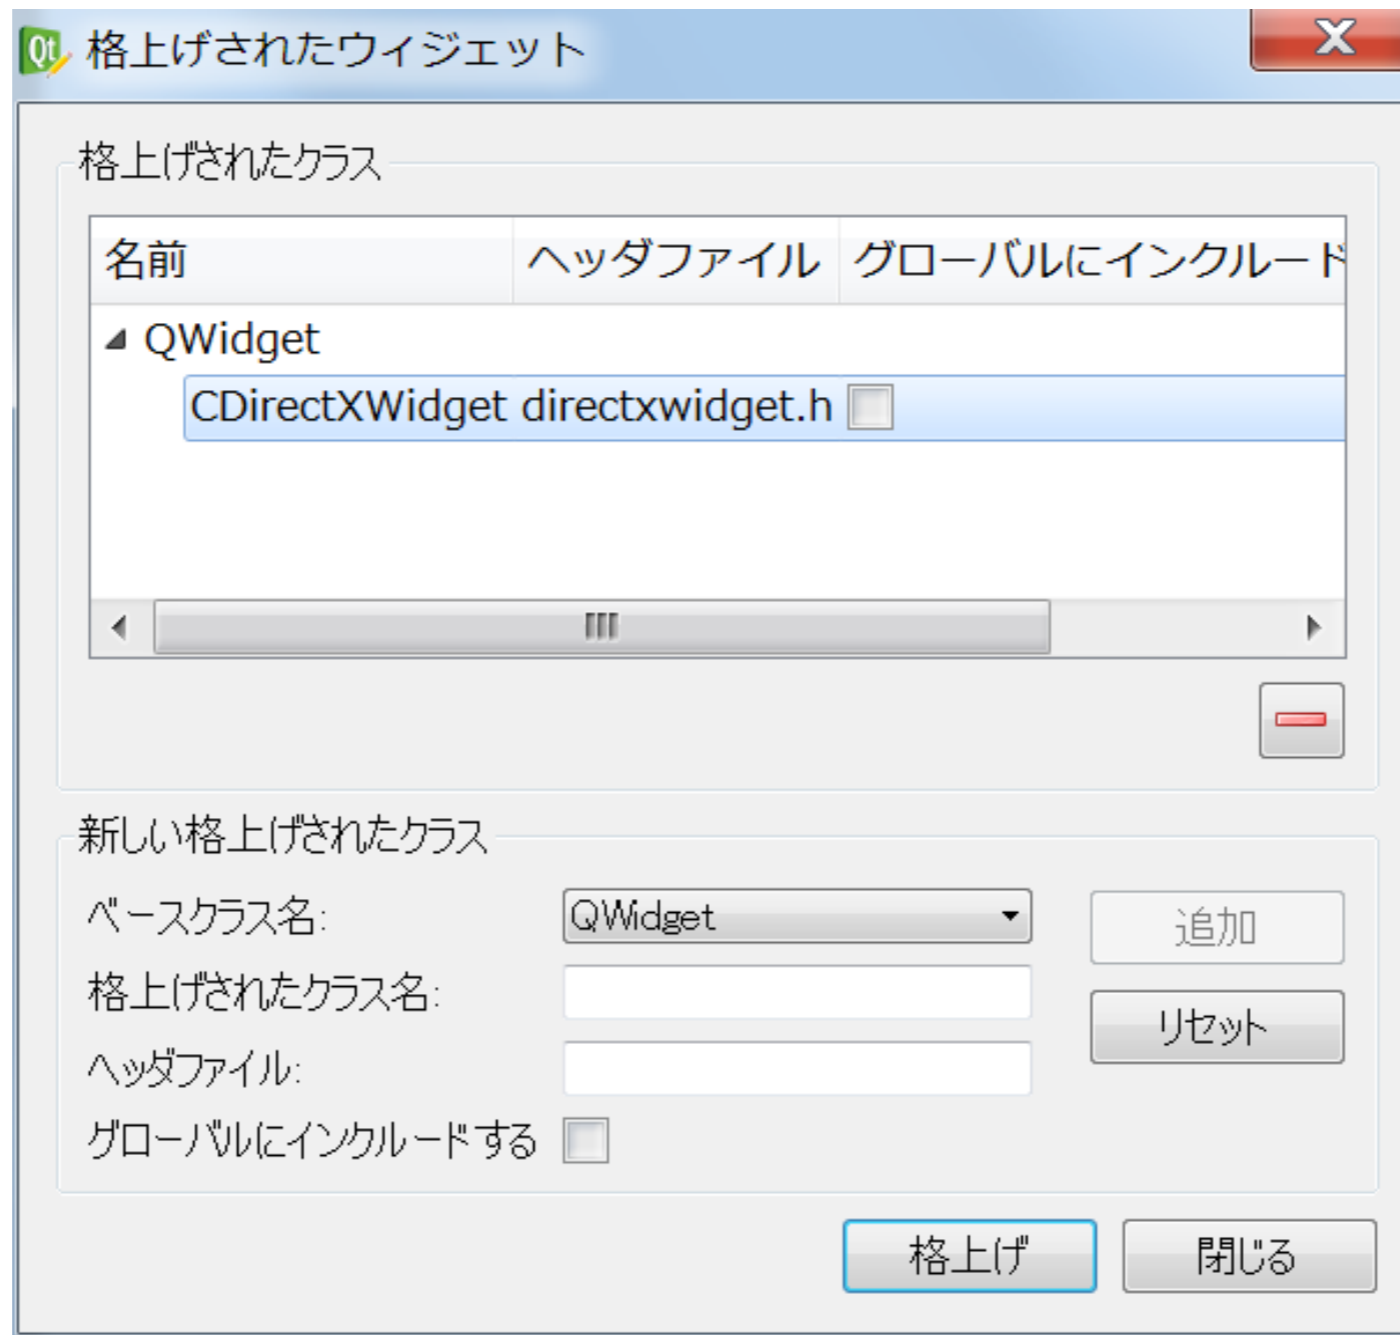 Qt 格上げされたウィジェット
格上げされたクラス
名前 ヘッダファイル グローバルにインクルード
QWidget
CDirectXWidget directxwidget.h
新しい格上げされたクラス
ベースクラス名: QWidget 追加
格上げされたクラス名:
リセット
ヘッダファイル:
グローバルにインクルードする
格上げ 閉じる